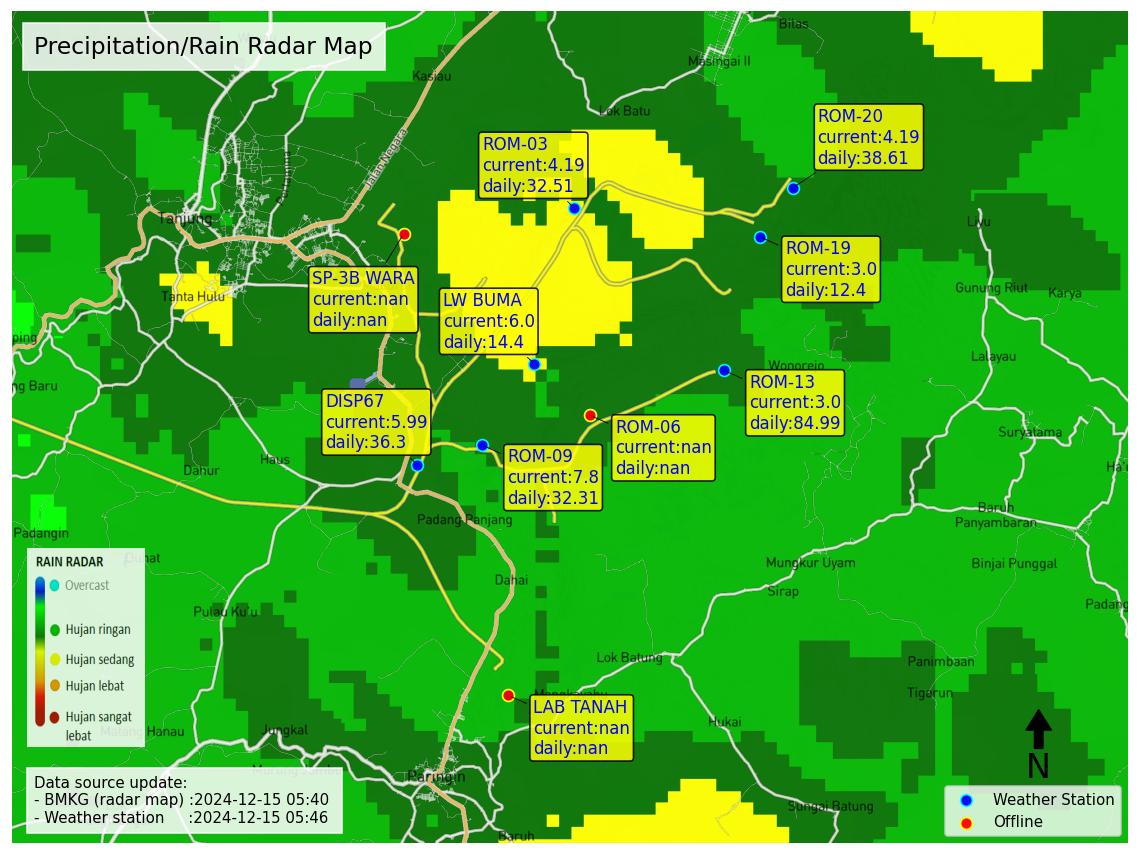 Precipitation/Rain Radar Map
Bitas
Masingai II
Kasiau
Lok Batu
Jalan Negara
ROM-20
current:4.19
daily:38.61
ROM-03
current:4.19
daily:32.51
Tanjung
Liyu
ROM-19
current:3.0
daily:12.4
SP-3B WARA
current:nan
daily:nan
Tanta Hulu
LW BUMA
current:6.0
daily:14.4
Gunung Riut
Karya
ping
Lalayau
Wonorejo
ng Baru
ROM-13
current:3.0
daily:84.99
DISP67
current:5.99
daily:36.3
ROM-06
current:nan
daily:nan
Suryatama
ROM-09
current:7.8
daily:32.31
Haus
Dahur
Padang Panjang
Baruh
Panyambaran
Padangin
Mungkur Uyam
Binjai Punggal
Dahai
Sirap
Padang
Pulau Ku'u
RAIN RADAR
Overcast
Hujan ringan
Hujan sedang
Hujan lebat
Hujan sangat
lebat
Lok Batung
Panimbaan
Tigarun
LAB TANAH
current:nan
daily:nan
Hukai
Hanau
Jungkal
Paringin
Sungai Batung
Baruh
N
Data source update:
- BMKG (radar map) :2024-12-15 05:40
- Weather station :2024-12-15 05:46
Weather Station
Offline